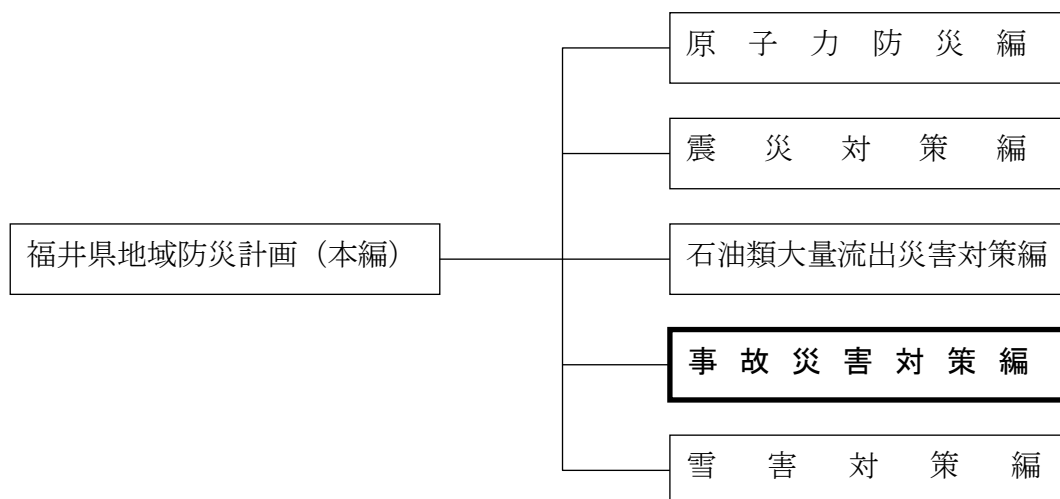 原子力防災編
震災対策編
福井県地域防災計画（本編）
石油類大量流出災害対策編
事故災害対策編
雪害対策編